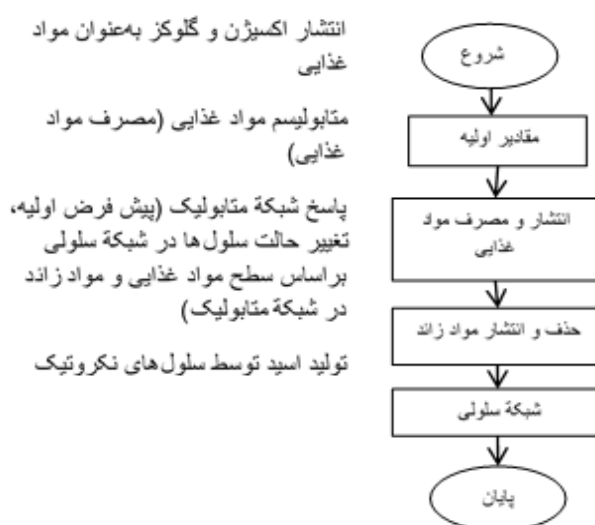 انتشار اکسیژن و گلوکز به‌عنوان مواد
غذایی
متابولیسم مواد غذایی (مصرف مواد
غذایی)
پاسخ شبکهٔ متابولیک (پیش فرض اولیه،
تغییر حالت سلول‌ها در شبکهٔ سلولی
براساس سطح مواد غذایی و مواد زائد
در شبکهٔ متابولیک)
تولید اسید توسط سلول‌های نکروتیک
شروع
مقادیر اولیه
انتشار و مصرف مواد
غذایی
حذف و انتشار مواد زائد
شبکهٔ سلولی
پایان